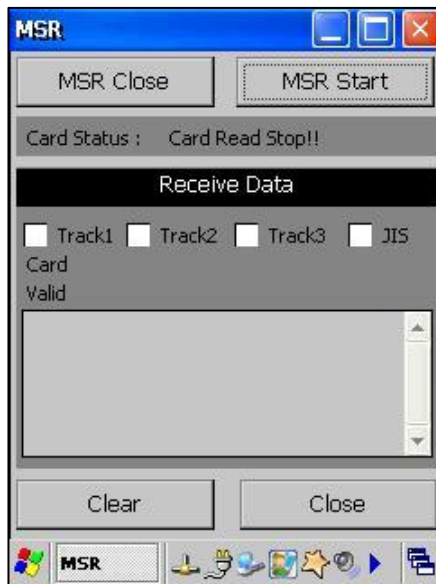 MSR
MSR Close MSR Start
Card Status : Card Read Stop!!
Receive Data
Track1 Track2 Track3 JIS
Card
Valid
Clear Close
MSR